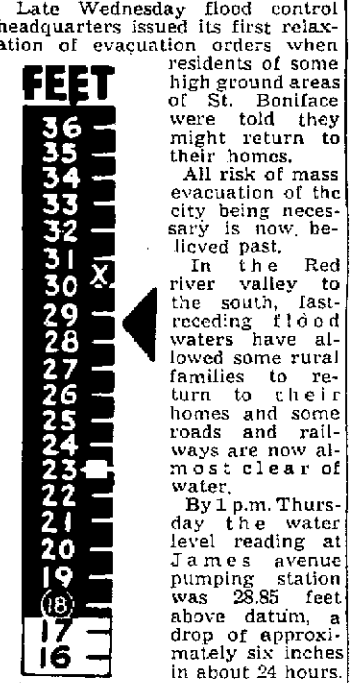 Late Wednesday flood control
headquarters issued its first relax-
ation of evacuation orders when
residents of some
high ground areas
of St. Boniface
were told they
might return to
their homes.
All risk of mass
evacuation of the
city being neces-
sary is now believed past.
In the Red
river valley to
the south, fast-
receding flood
waters have al-
lowed some rural
families to re-
turn to their
homes and some
roads and rail-
ways are now al-
most clear of
water.
By 1 p.m. Thurs-
day the water
level reading at
James avenue
pumping station
was 28.85 feet
above datum, a
drop of approxi-
mately six inches
in about 24 hours.
FEET
36
35
34
33
32
31
X
30
29
28
27
26
25
24
23
22
21
20
19
(18)
17
16